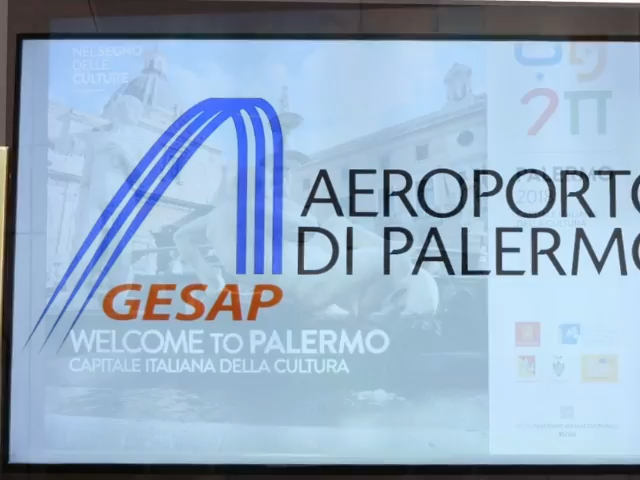 NEL SEGNO
DELLE
CULTURE
AEROPORTO
DI PALERMO
PALERMO
2018
GESAP
WELCOME TO PALERMO
CAPITALE ITALIANA DELLA CULTURA